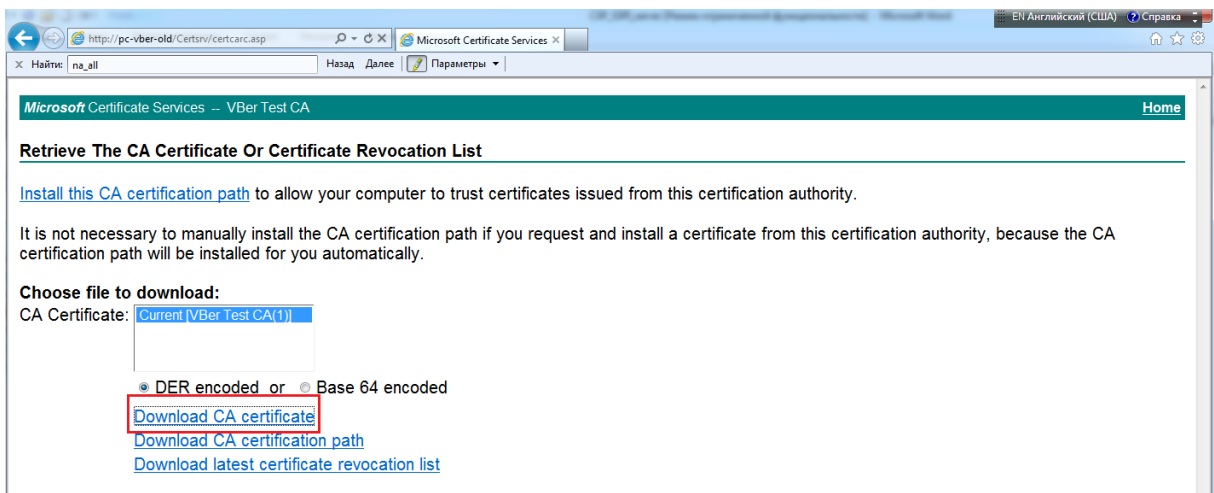 EN Английский (США) Справка
http://pc-vber-old/Certsrv/certcarc.asp Microsoft Certificate Services
X Найти: na_all Назад Далее Параметры
Microsoft Certificate Services -- VBer Test CA Home
Retrieve The CA Certificate Or Certificate Revocation List
Install this CA certification path to allow your computer to trust certificates issued from this certification authority.
It is not necessary to manually install the CA certification path if you request and install a certificate from this certification authority, because the CA
certification path will be installed for you automatically.
Choose file to download:
CA Certificate: Current [VBer Test CA(1)]
DER encoded or Base 64 encoded
Download CA certificate
Download CA certification path
Download latest certificate revocation list